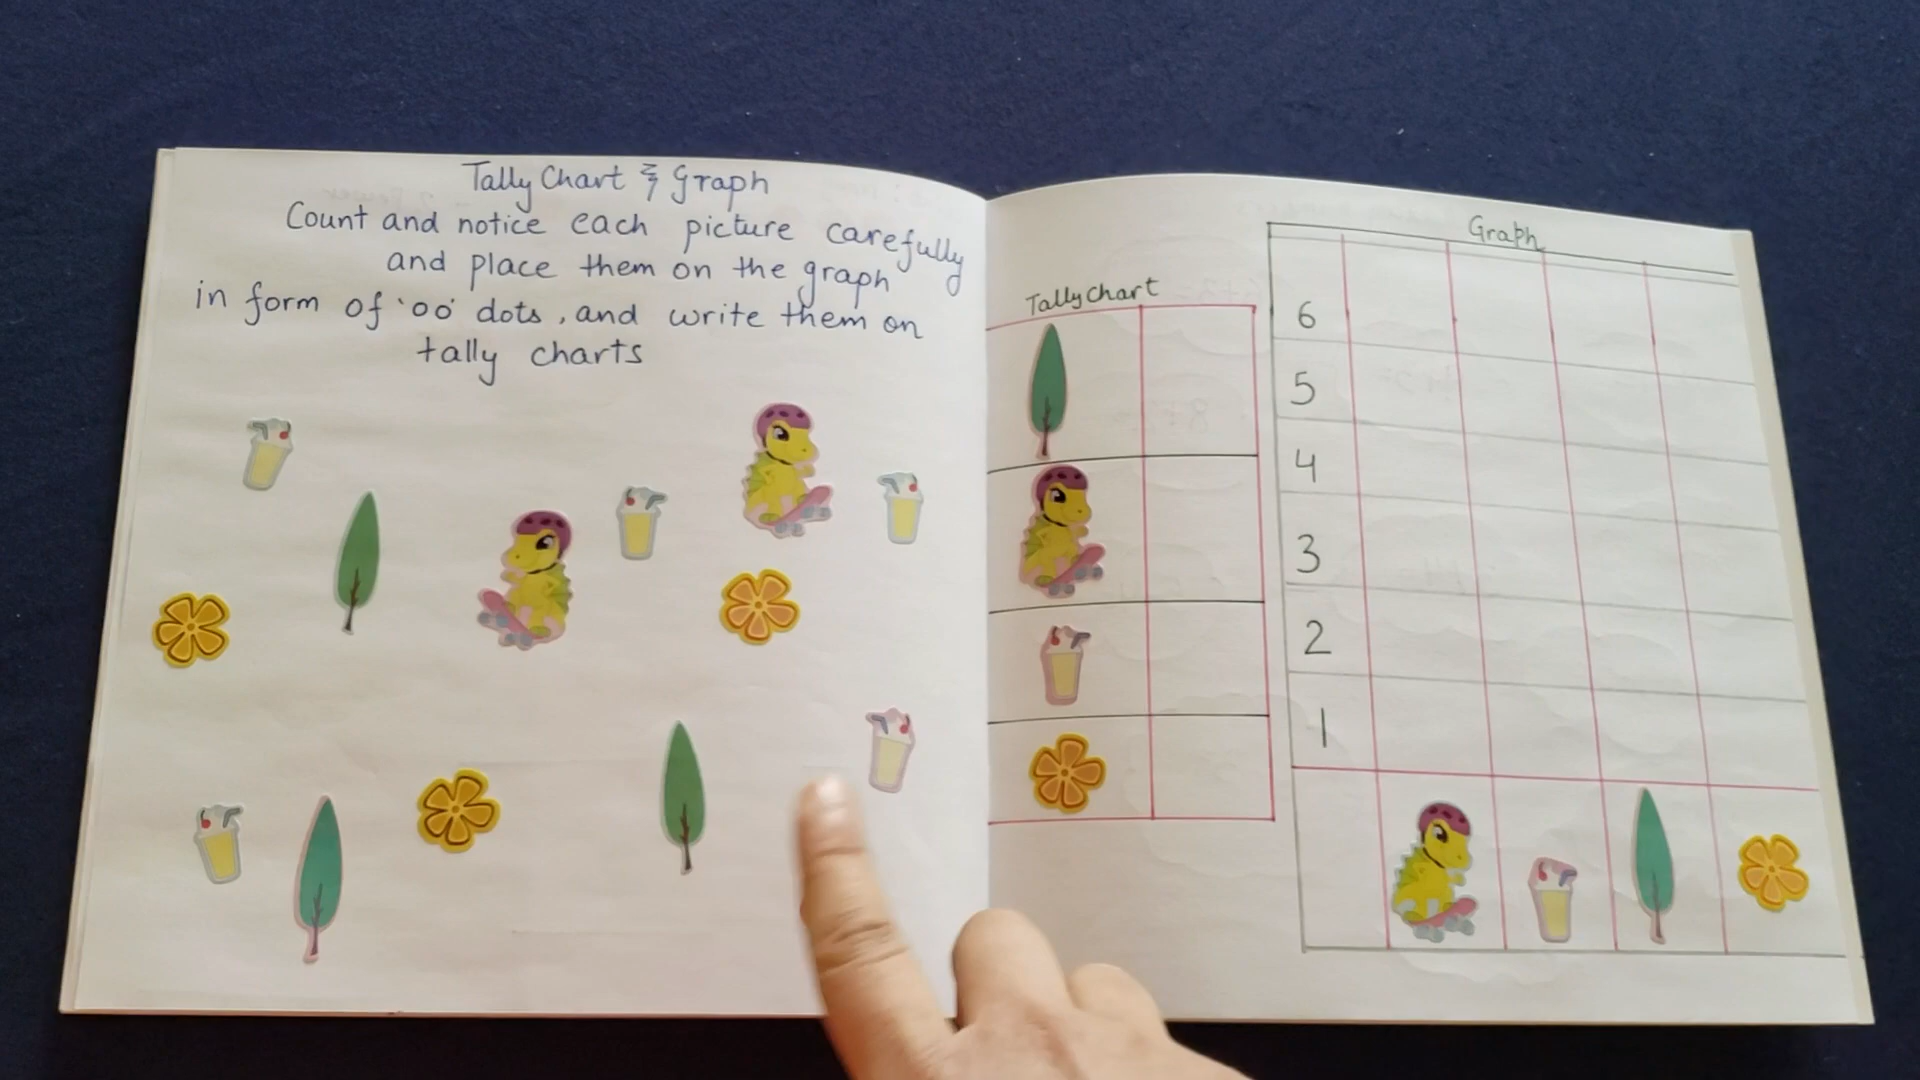 Tally Chart & Graph
Count and notice each picture carefully
and place them on the graph
in form of 'oo' dots, and write them on
tally charts
Tally Chart
Graph
6
5
4
3
2
1